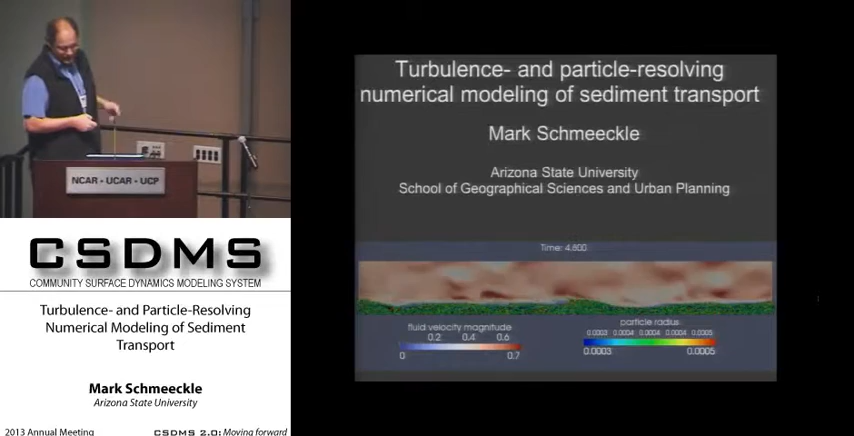 NCAR - UCAR - UCP
CSDMS
COMMUNITY SURFACE DYNAMICS MODELING SYSTEM
Turbulence- and Particle-Resolving
Numerical Modeling of Sediment
Transport
Mark Schmeeckle
Arizona State University
2013 Annual Meeting
CSDMS 2.0: Moving forward
Turbulence- and particle-resolving
numerical modeling of sediment transport
Mark Schmeeckle
Arizona State University
School of Geographical Sciences and Urban Planning
Time: 4.600
fluid velocity magnitude
0.2 0.4 0.6
0 0.7
particle radius
0.0003 0.0004 0.0004 0.0004 0.0005
0.0003 0.0005